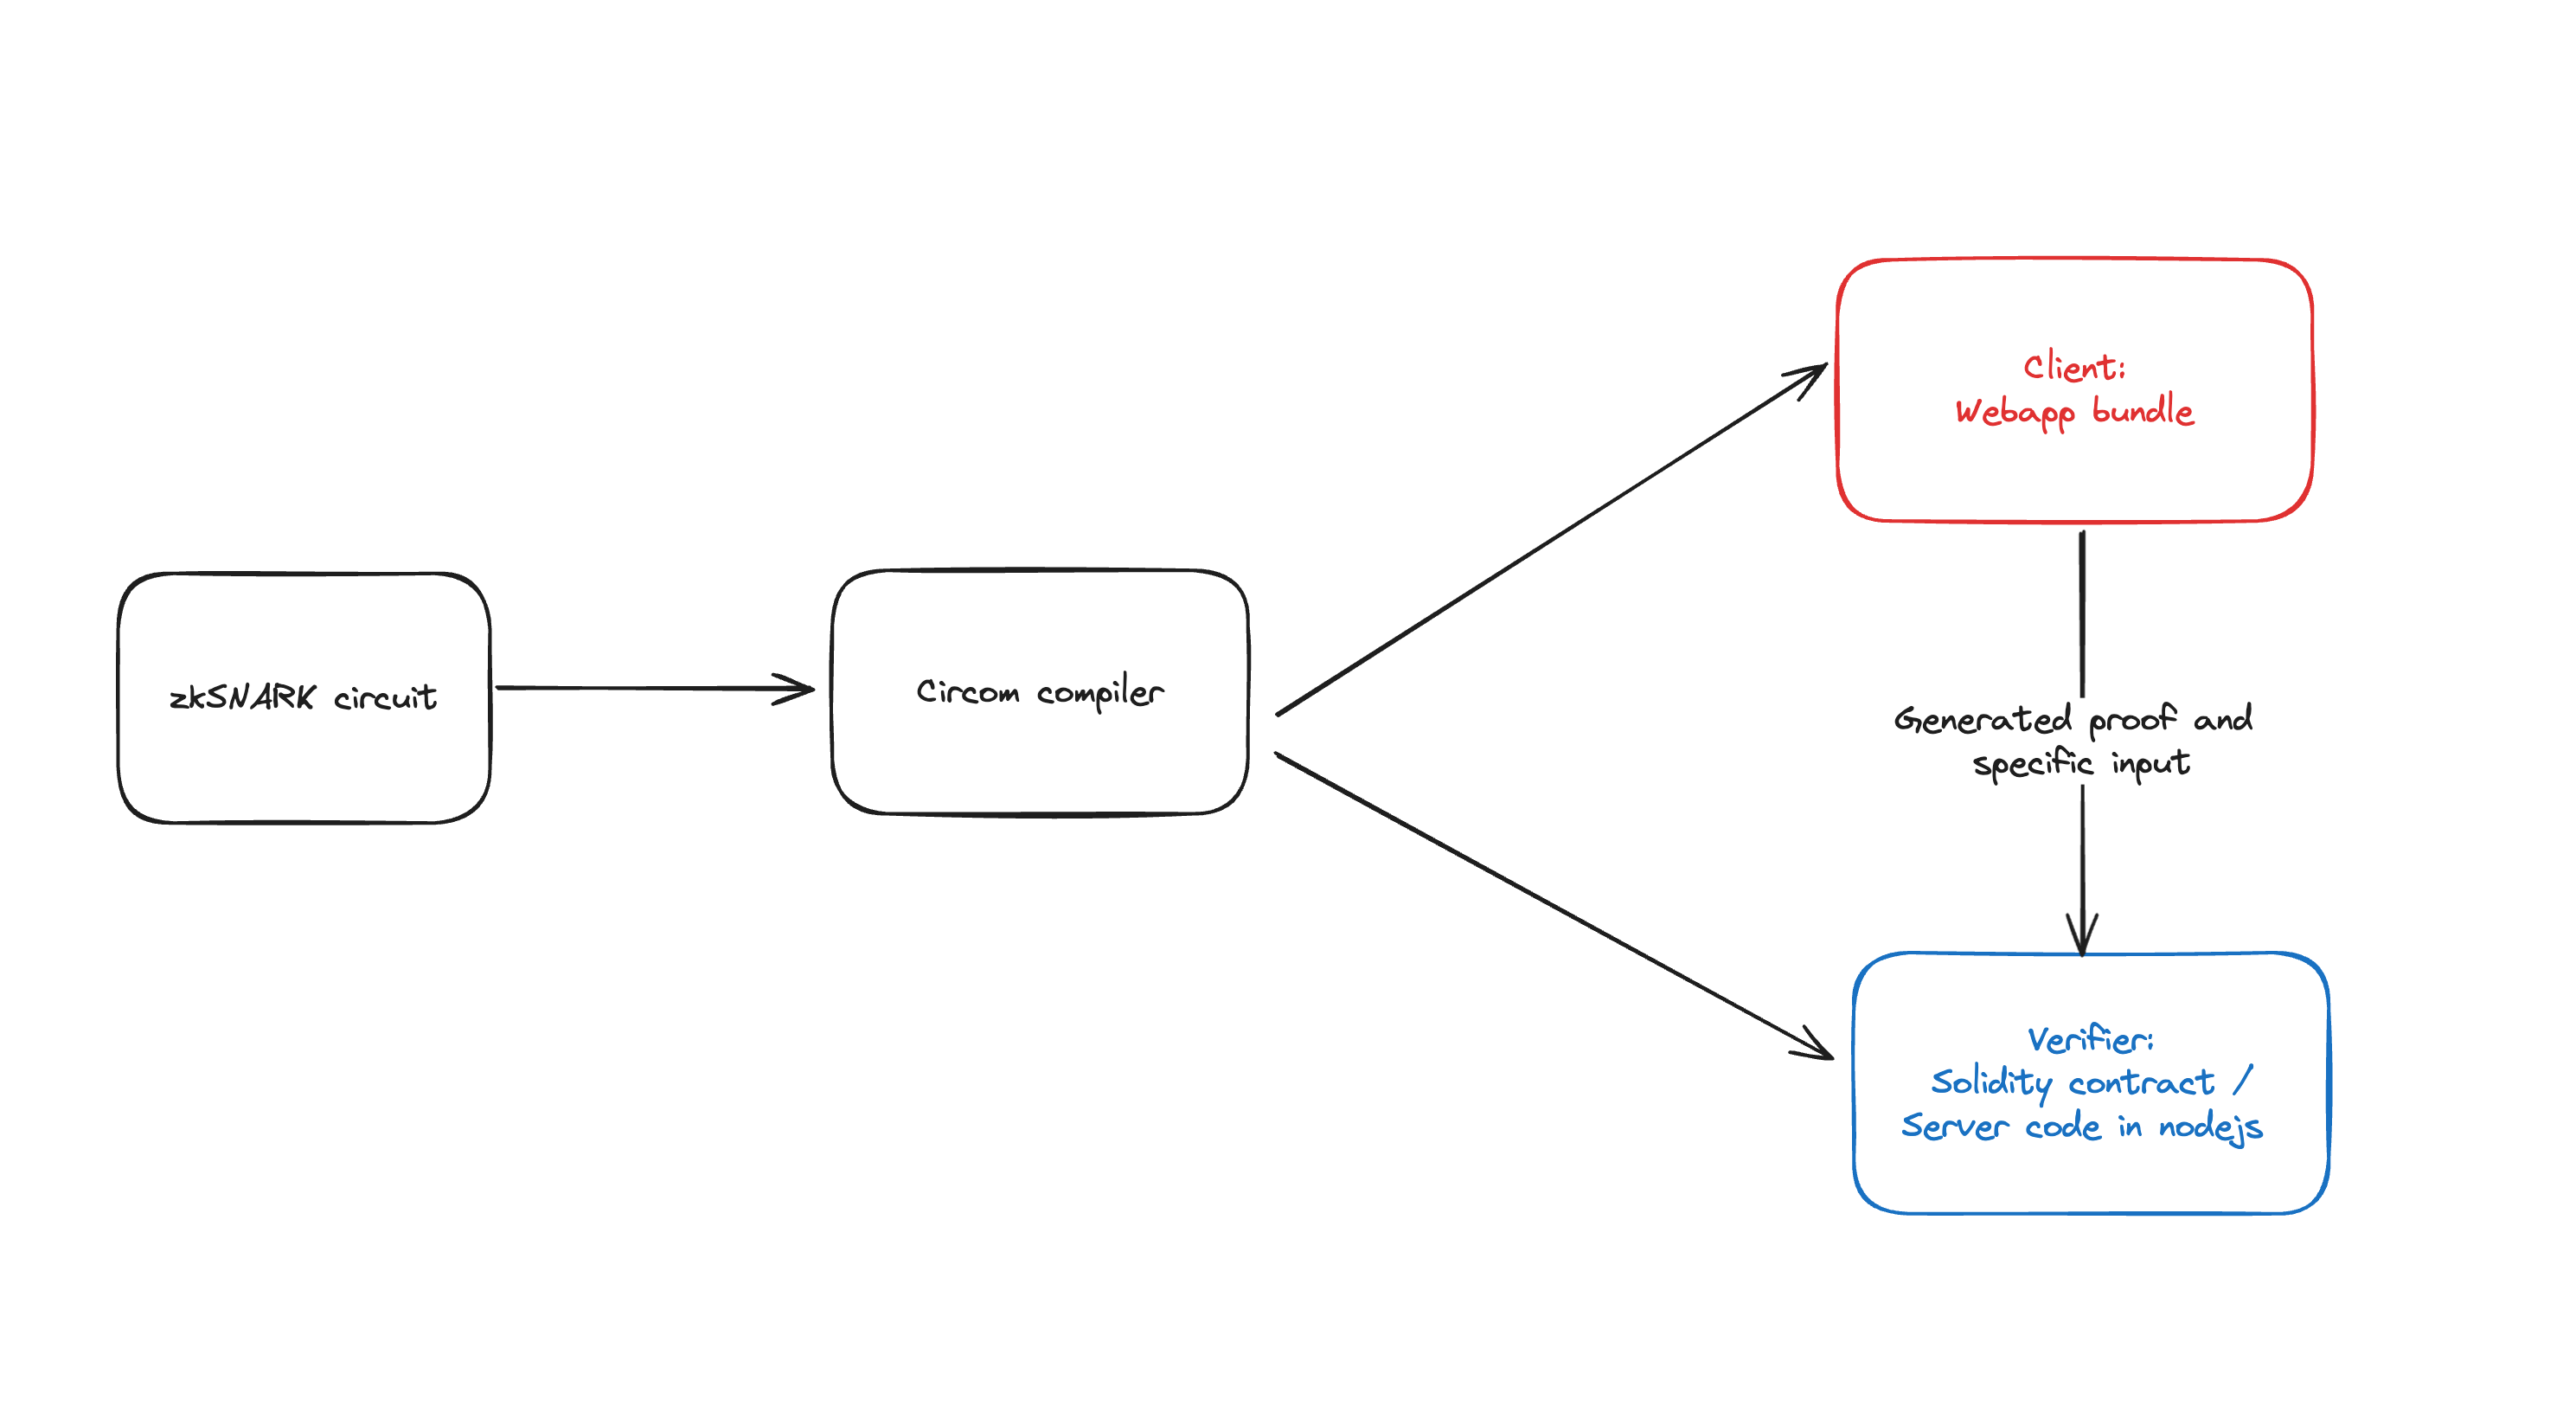 zkSNARK circuit
Circom compiler
Client:
Webapp bundle
Generated proof and
specific input
Verifier:
Solidity contract /
Server code in nodejs